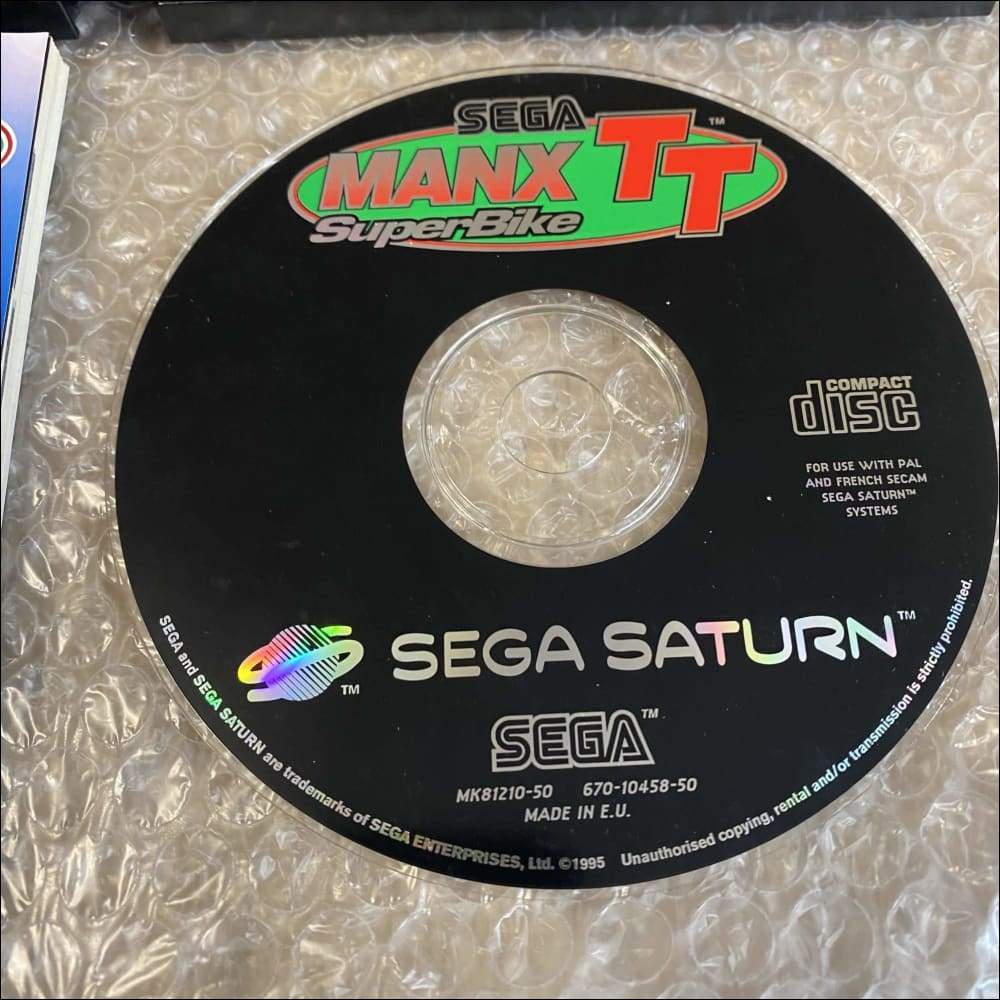 SEGA
MANX TT™
SuperBike
COMPACT
disc
FOR USE WITH PAL
AND FRENCH SECAM
SEGA SATURN™
SYSTEMS
SEGA SATURN™
TM
SEGA™
MK81210-50 670-10458-50
MADE IN E.U.
SEGA and SEGA SATURN are trademarks of SEGA ENTERPRISES, Ltd. ©1995 Unauthorised copying, rental and/or transmission is strictly prohibited.